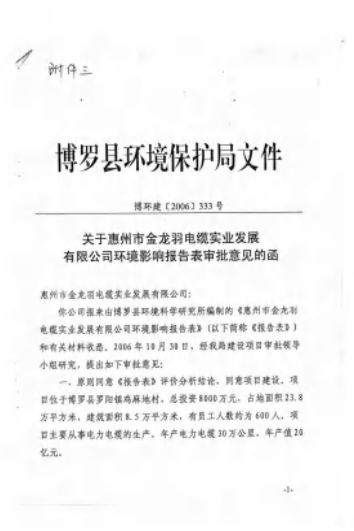 附件三
博罗县环境保护局文件
博环建〔2006〕333号
关于惠州市金龙羽电缆实业发展
有限公司环境影响报告表审批意见的函
惠州市金龙羽电缆实业发展有限公司:
你公司报来由博罗县环境科学研究所编制的《惠州市金龙羽
电缆实业发展有限公司环境影响报告表》(以下简称《报告表》)
和有关材料收悉。2006年10月30日,经我局建设项目审批领导
小组研究,提出如下审批意见:
一、原则同意《报告表》评价分析结论,同意项目建设。项
目位于博罗县罗阳镇鸡麻地村,总投资8000万元,占地面积23.8
万平方米,建筑面积8.5万平方米,有员工人数约为600人。项
目主要从事电力电缆的生产,年产电力电缆30万公里,年产值20
亿元。
-1-